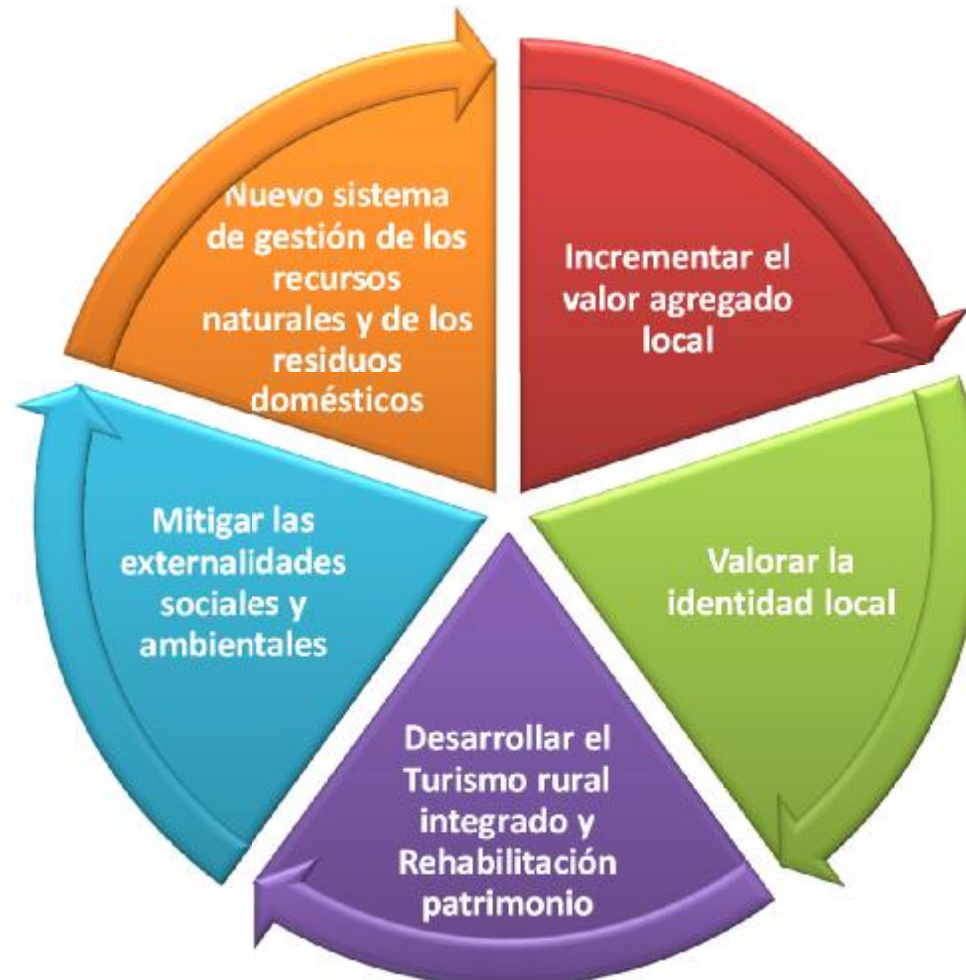 Nuevo sistema
de gestión de los
recursos
naturales y de los
residuos
domésticos
Incrementar el
valor agregado
local
Mitigar las
externalidades
sociales y
ambientales
Valorar la
identidad local
Desarrollar el
Turismo rural
integrado y
Rehabilitación
patrimonio